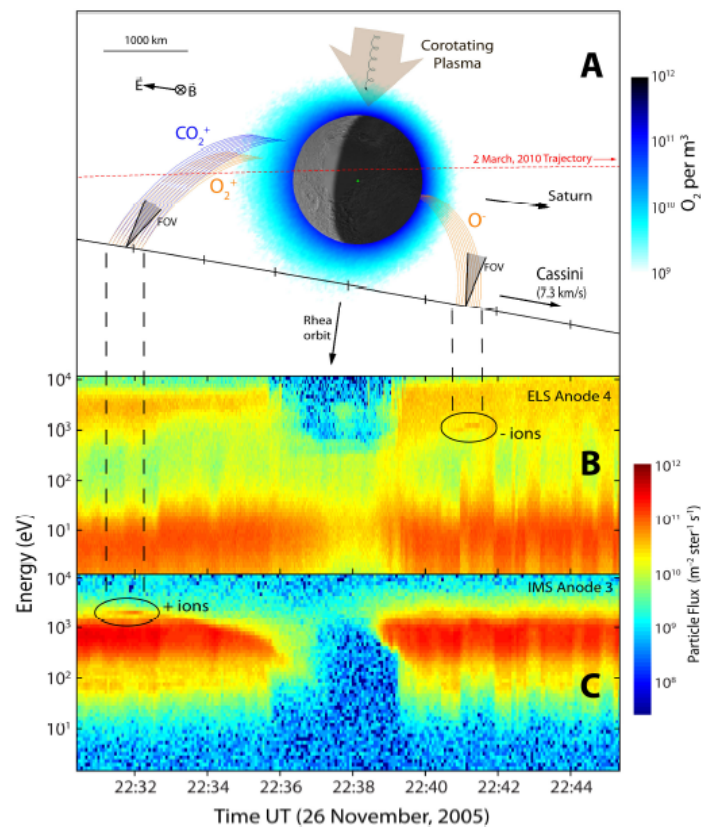 1000 km
Corotating
Plasma
A
E
B
CO₂⁺
O₂⁺
2 March, 2010 Trajectory
Saturn
O⁻
FOV
FOV
Cassini
(7.3 km/s)
Rhea
orbit
10¹²
10¹¹
10¹⁰
10⁹
O₂ per m³
10⁴
10³
10²
10¹
ELS Anode 4
- ions
B
10⁴
10³
10²
10¹
IMS Anode 3
+ ions
C
Energy (eV)
10¹²
10¹¹
10¹⁰
10⁹
10⁸
Particle Flux (m⁻² ster⁻¹ s⁻¹)
22:32 22:34 22:36 22:38 22:40 22:42 22:44
Time UT (26 November, 2005)